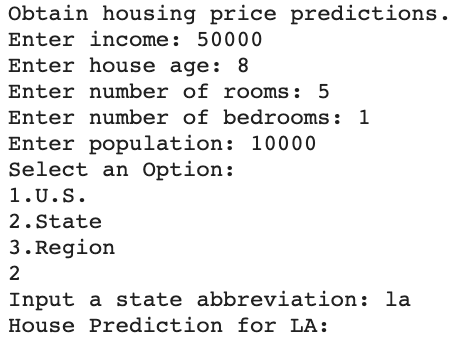 Obtain housing price predictions.
Enter income: 50000
Enter house age: 8
Enter number of rooms: 5
Enter number of bedrooms: 1
Enter population: 10000
Select an Option:
1.U.S.
2.State
3.Region
2
Input a state abbreviation: la
House Prediction for LA: